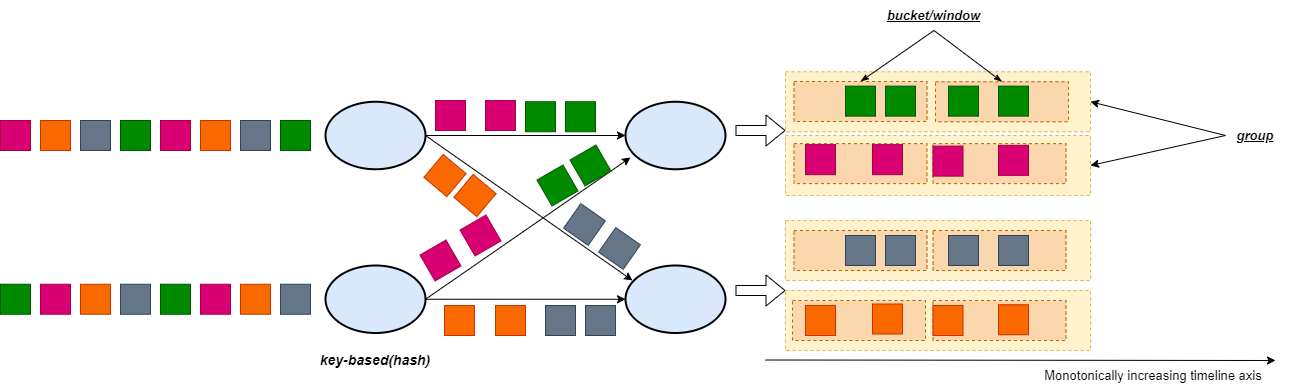 bucket/window
group
key-based(hash)
Monotonically increasing timeline axis